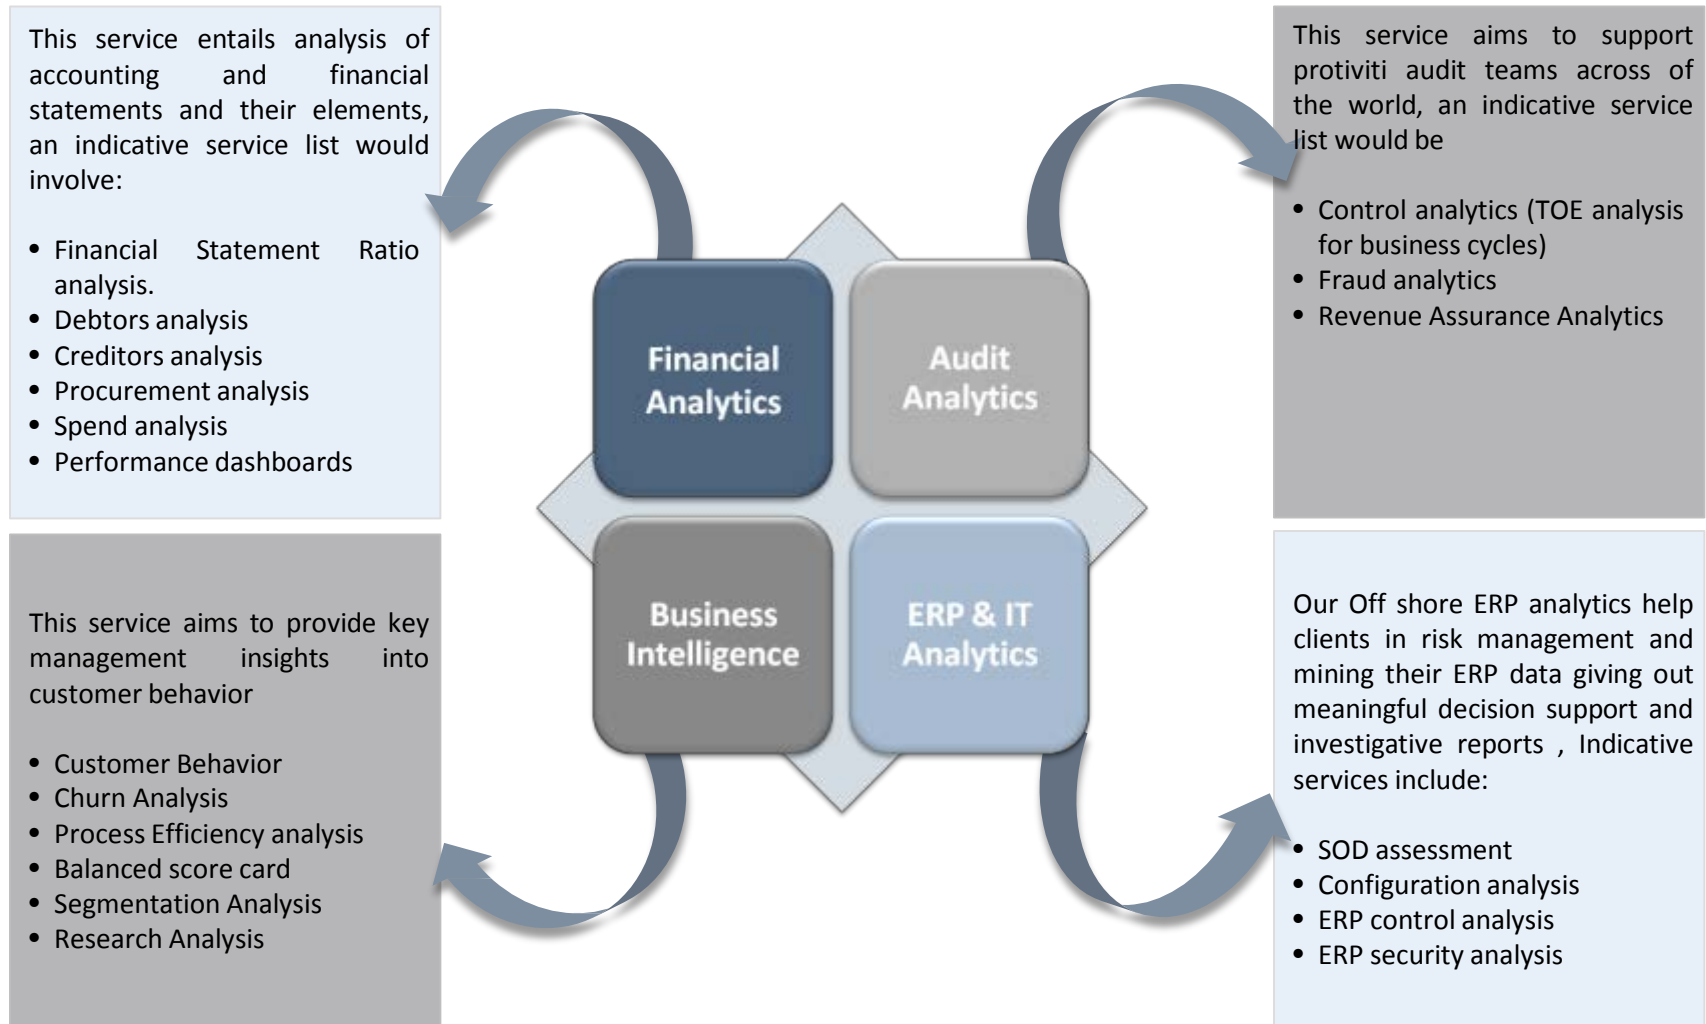 This service entails analysis of
accounting and financial
statements and their elements,
an indicative service list would
involve:
• Financial Statement Ratio
analysis.
• Debtors analysis
• Creditors analysis
• Procurement analysis
• Spend analysis
• Performance dashboards
This service aims to support
protiviti audit teams across of
the world, an indicative service
list would be
• Control analytics (TOE analysis
for business cycles)
• Fraud analytics
• Revenue Assurance Analytics
Financial
Analytics
Audit
Analytics
Business
Intelligence
ERP & IT
Analytics
This service aims to provide key
management insights into
customer behavior
• Customer Behavior
• Churn Analysis
• Process Efficiency analysis
• Balanced score card
• Segmentation Analysis
• Research Analysis
Our Off shore ERP analytics help
clients in risk management and
mining their ERP data giving out
meaningful decision support and
investigative reports , Indicative
services include:
• SOD assessment
• Configuration analysis
• ERP control analysis
• ERP security analysis